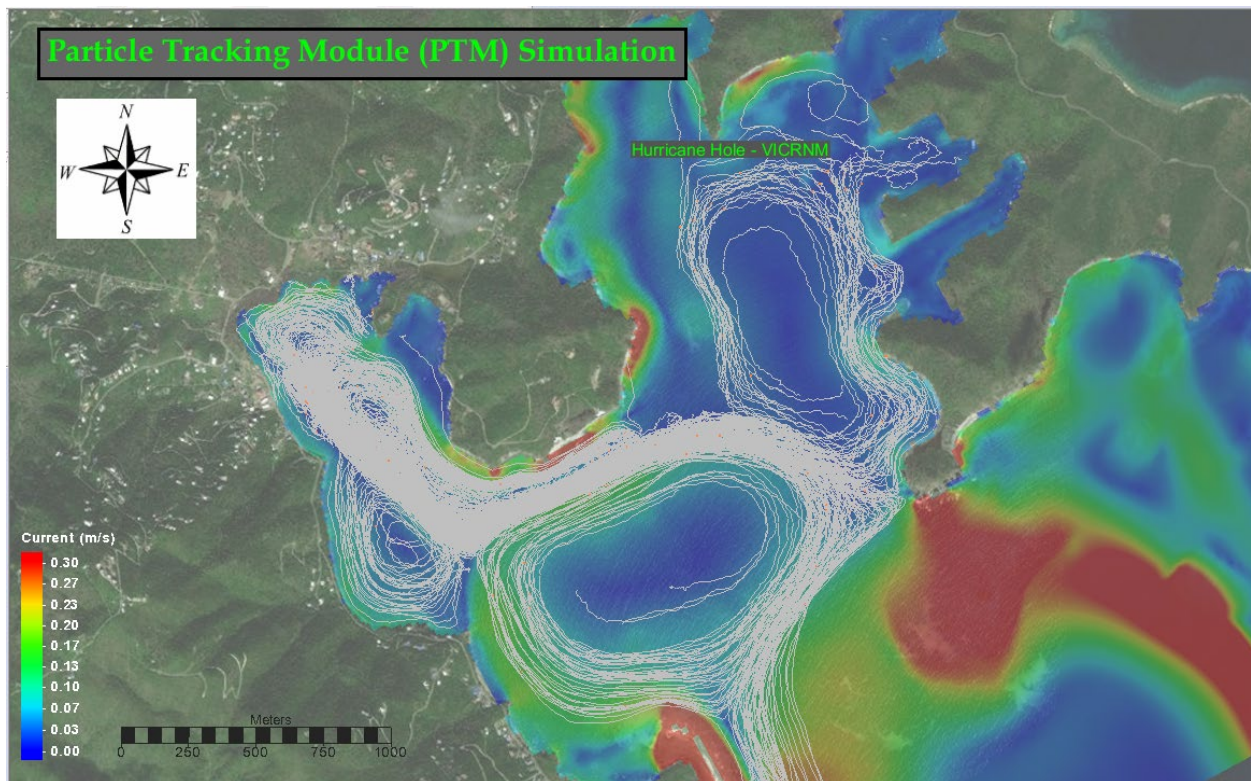 Particle Tracking Module (PTM) Simulation
N
W E
S
Hurricane Hole - VICRNM
Current (m/s)
0.30
0.27
0.23
0.20
0.17
0.13
0.10
0.07
0.03
0.00
Meters
0 250 500 750 1000